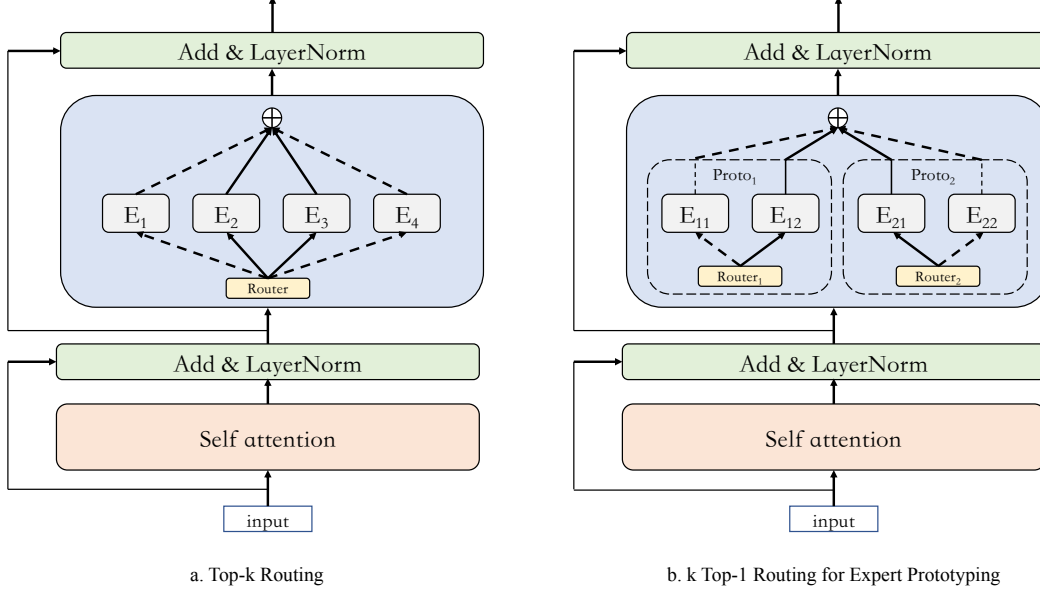 Add & LayerNorm
E₁ E₂ E₃ E₄
Router
Add & LayerNorm
Self attention
input
a. Top-k Routing
Add & LayerNorm
Proto₁ Proto₂
E₁₁ E₁₂ E₂₁ E₂₂
Router₁ Router₂
Add & LayerNorm
Self attention
input
b. k Top-1 Routing for Expert Prototyping